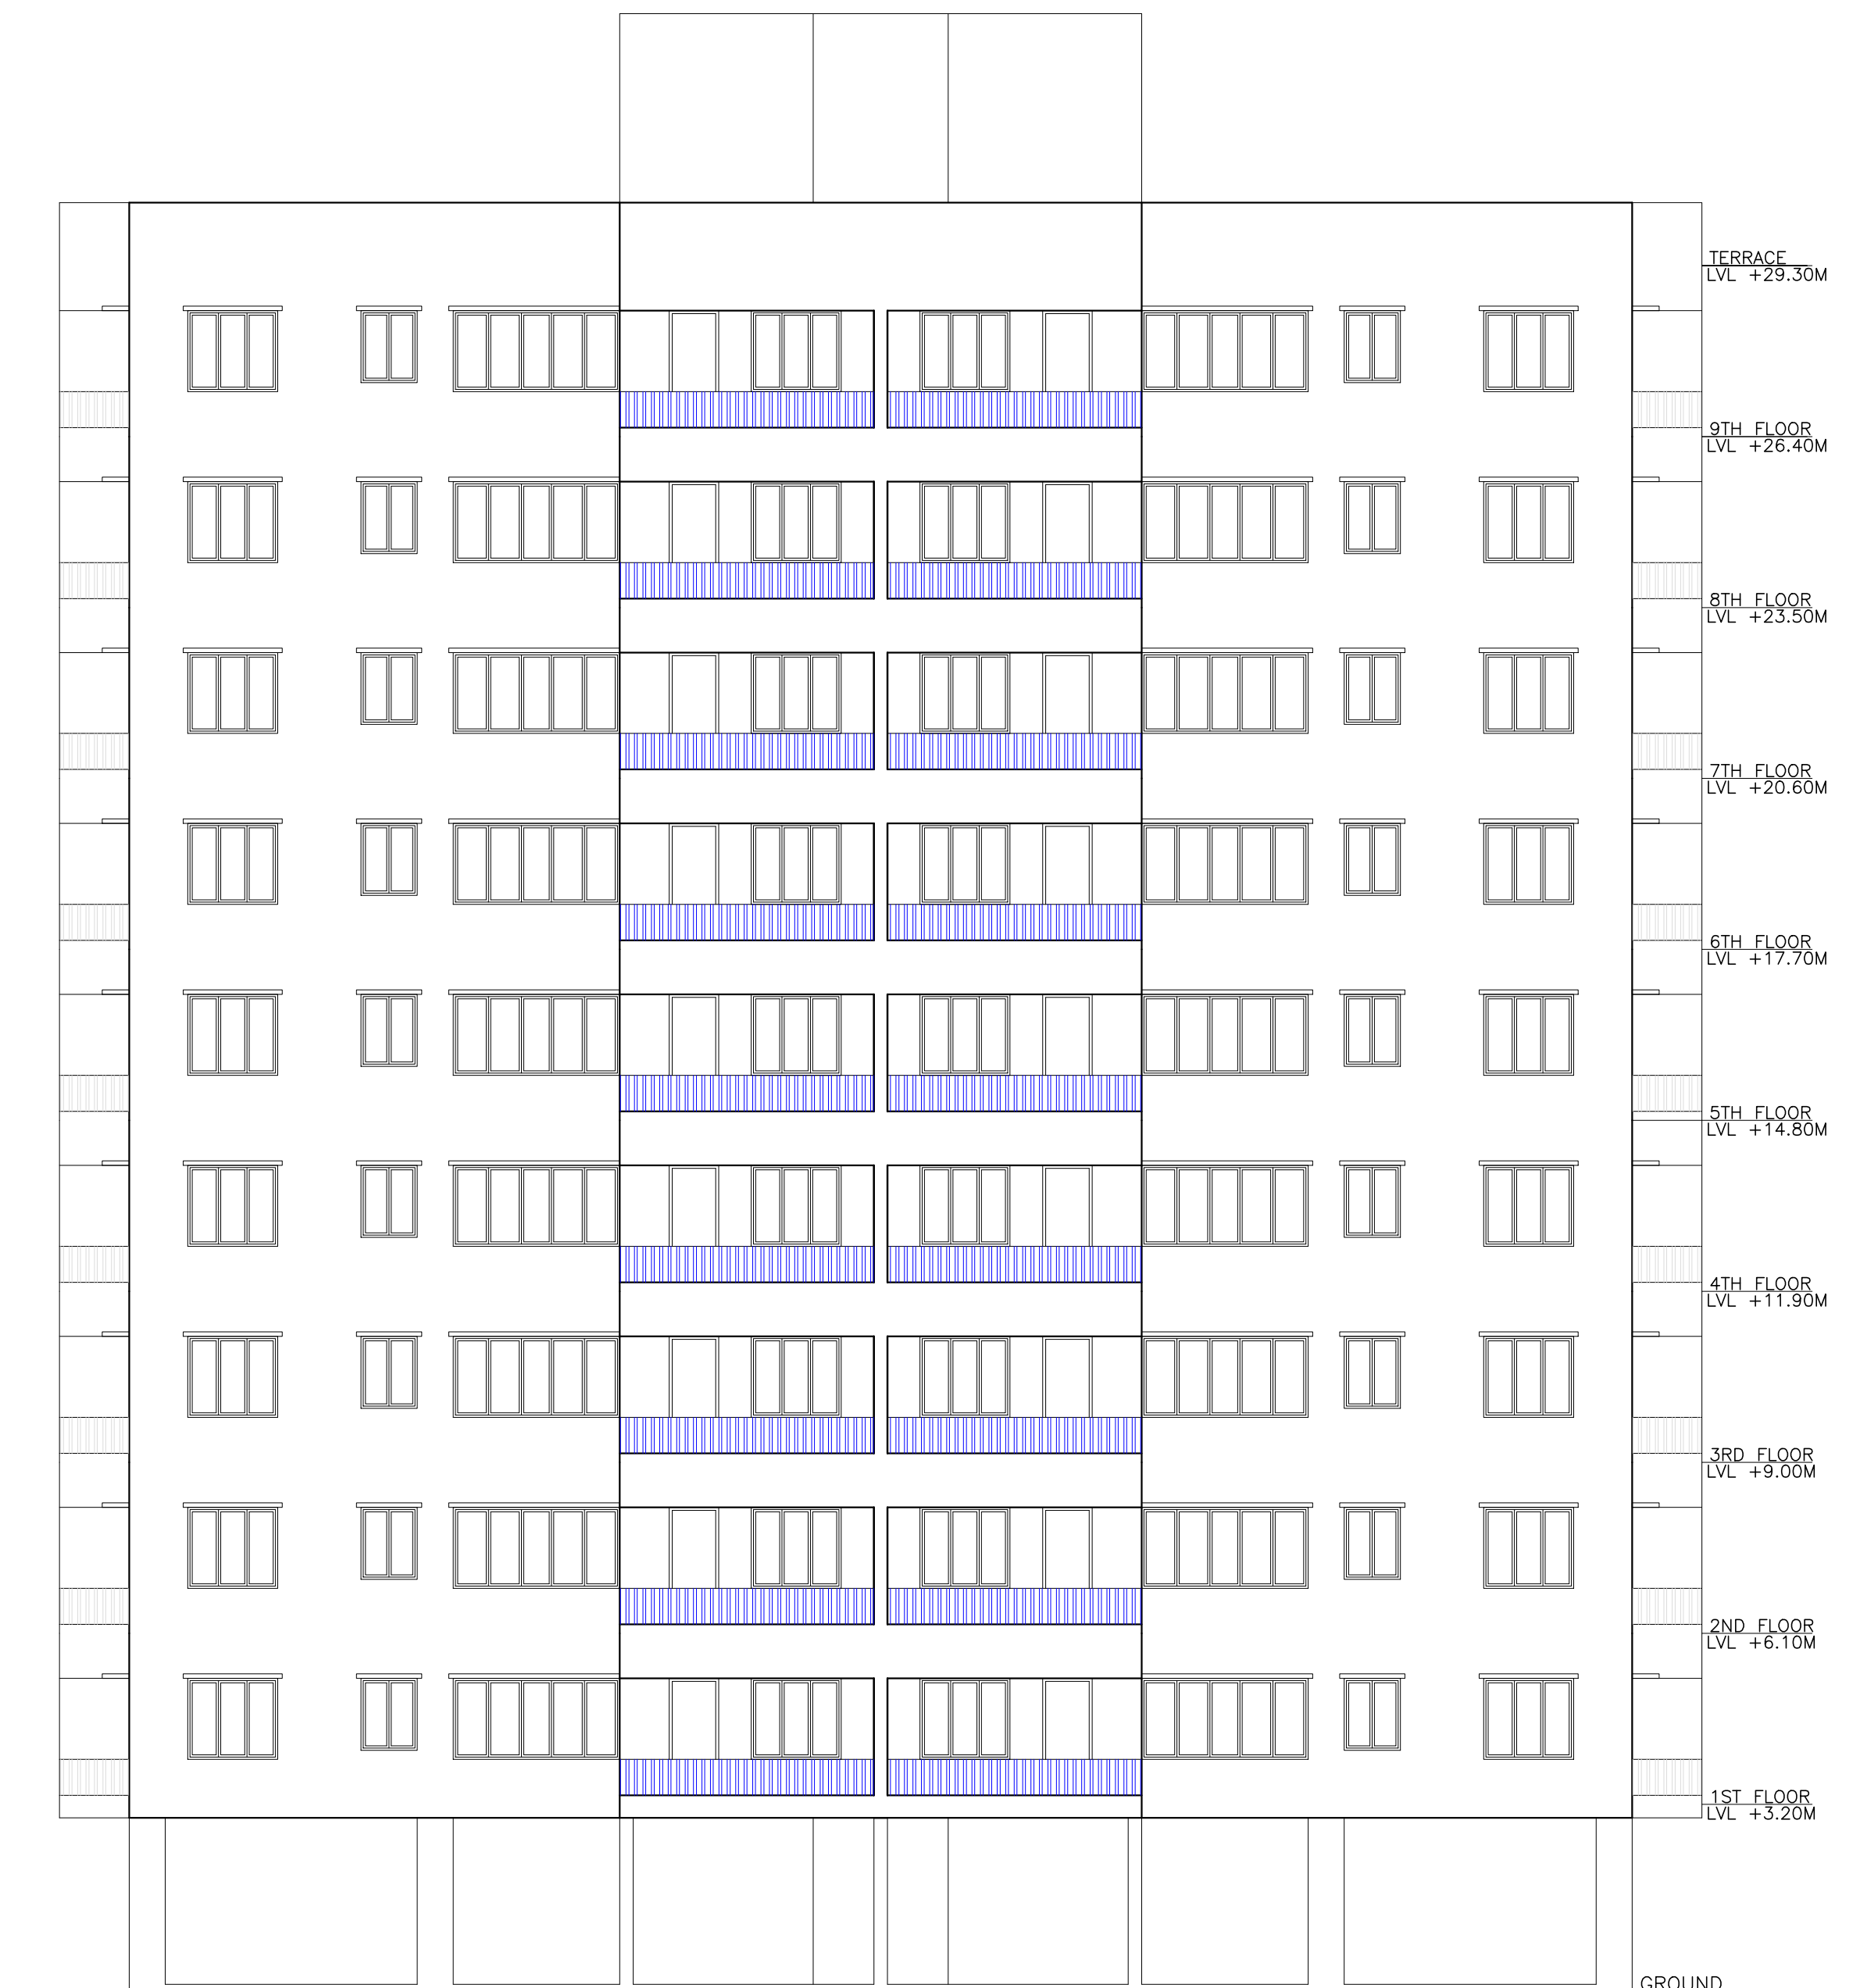 TERRACE
LVL +29.30M
9TH FLOOR
LVL +26.40M
8TH FLOOR
LVL +23.50M
7TH FLOOR
LVL +20.60M
6TH FLOOR
LVL +17.70M
5TH FLOOR
LVL +14.80M
4TH FLOOR
LVL +11.90M
3RD FLOOR
LVL +9.00M
2ND FLOOR
LVL +6.10M
1ST FLOOR
LVL +3.20M
GROUND